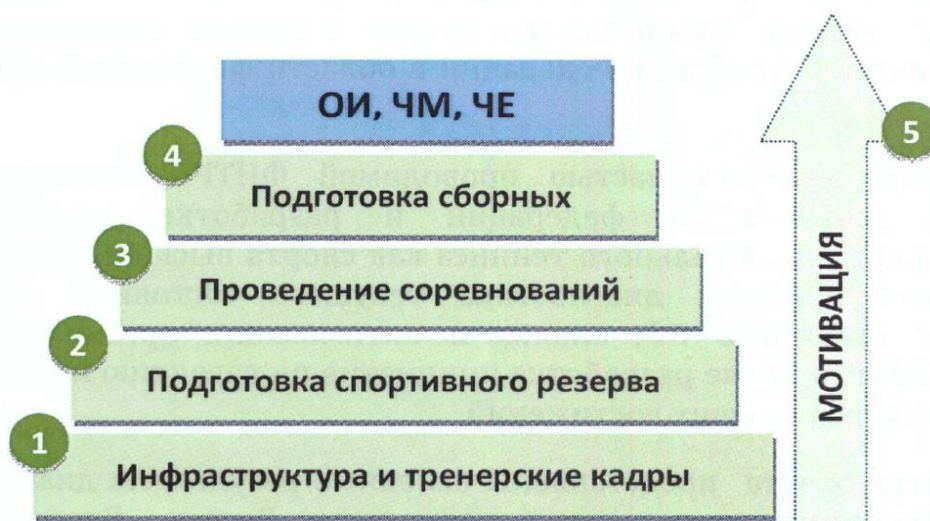 ОИ, ЧМ, ЧЕ
4
Подготовка сборных
3
Проведение соревнований
2
Подготовка спортивного резерва
1
Инфраструктура и тренерские кадры
5
МОТИВАЦИЯ